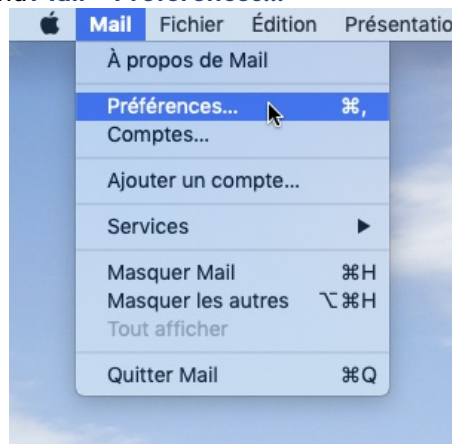 Mail Fichier Édition Présentatio
À propos de Mail
Préférences... ⌘,
Comptes...
Ajouter un compte...
Services ▶
Masquer Mail ⌘H
Masquer les autres ⌥⌘H
Tout afficher
Quitter Mail ⌘Q